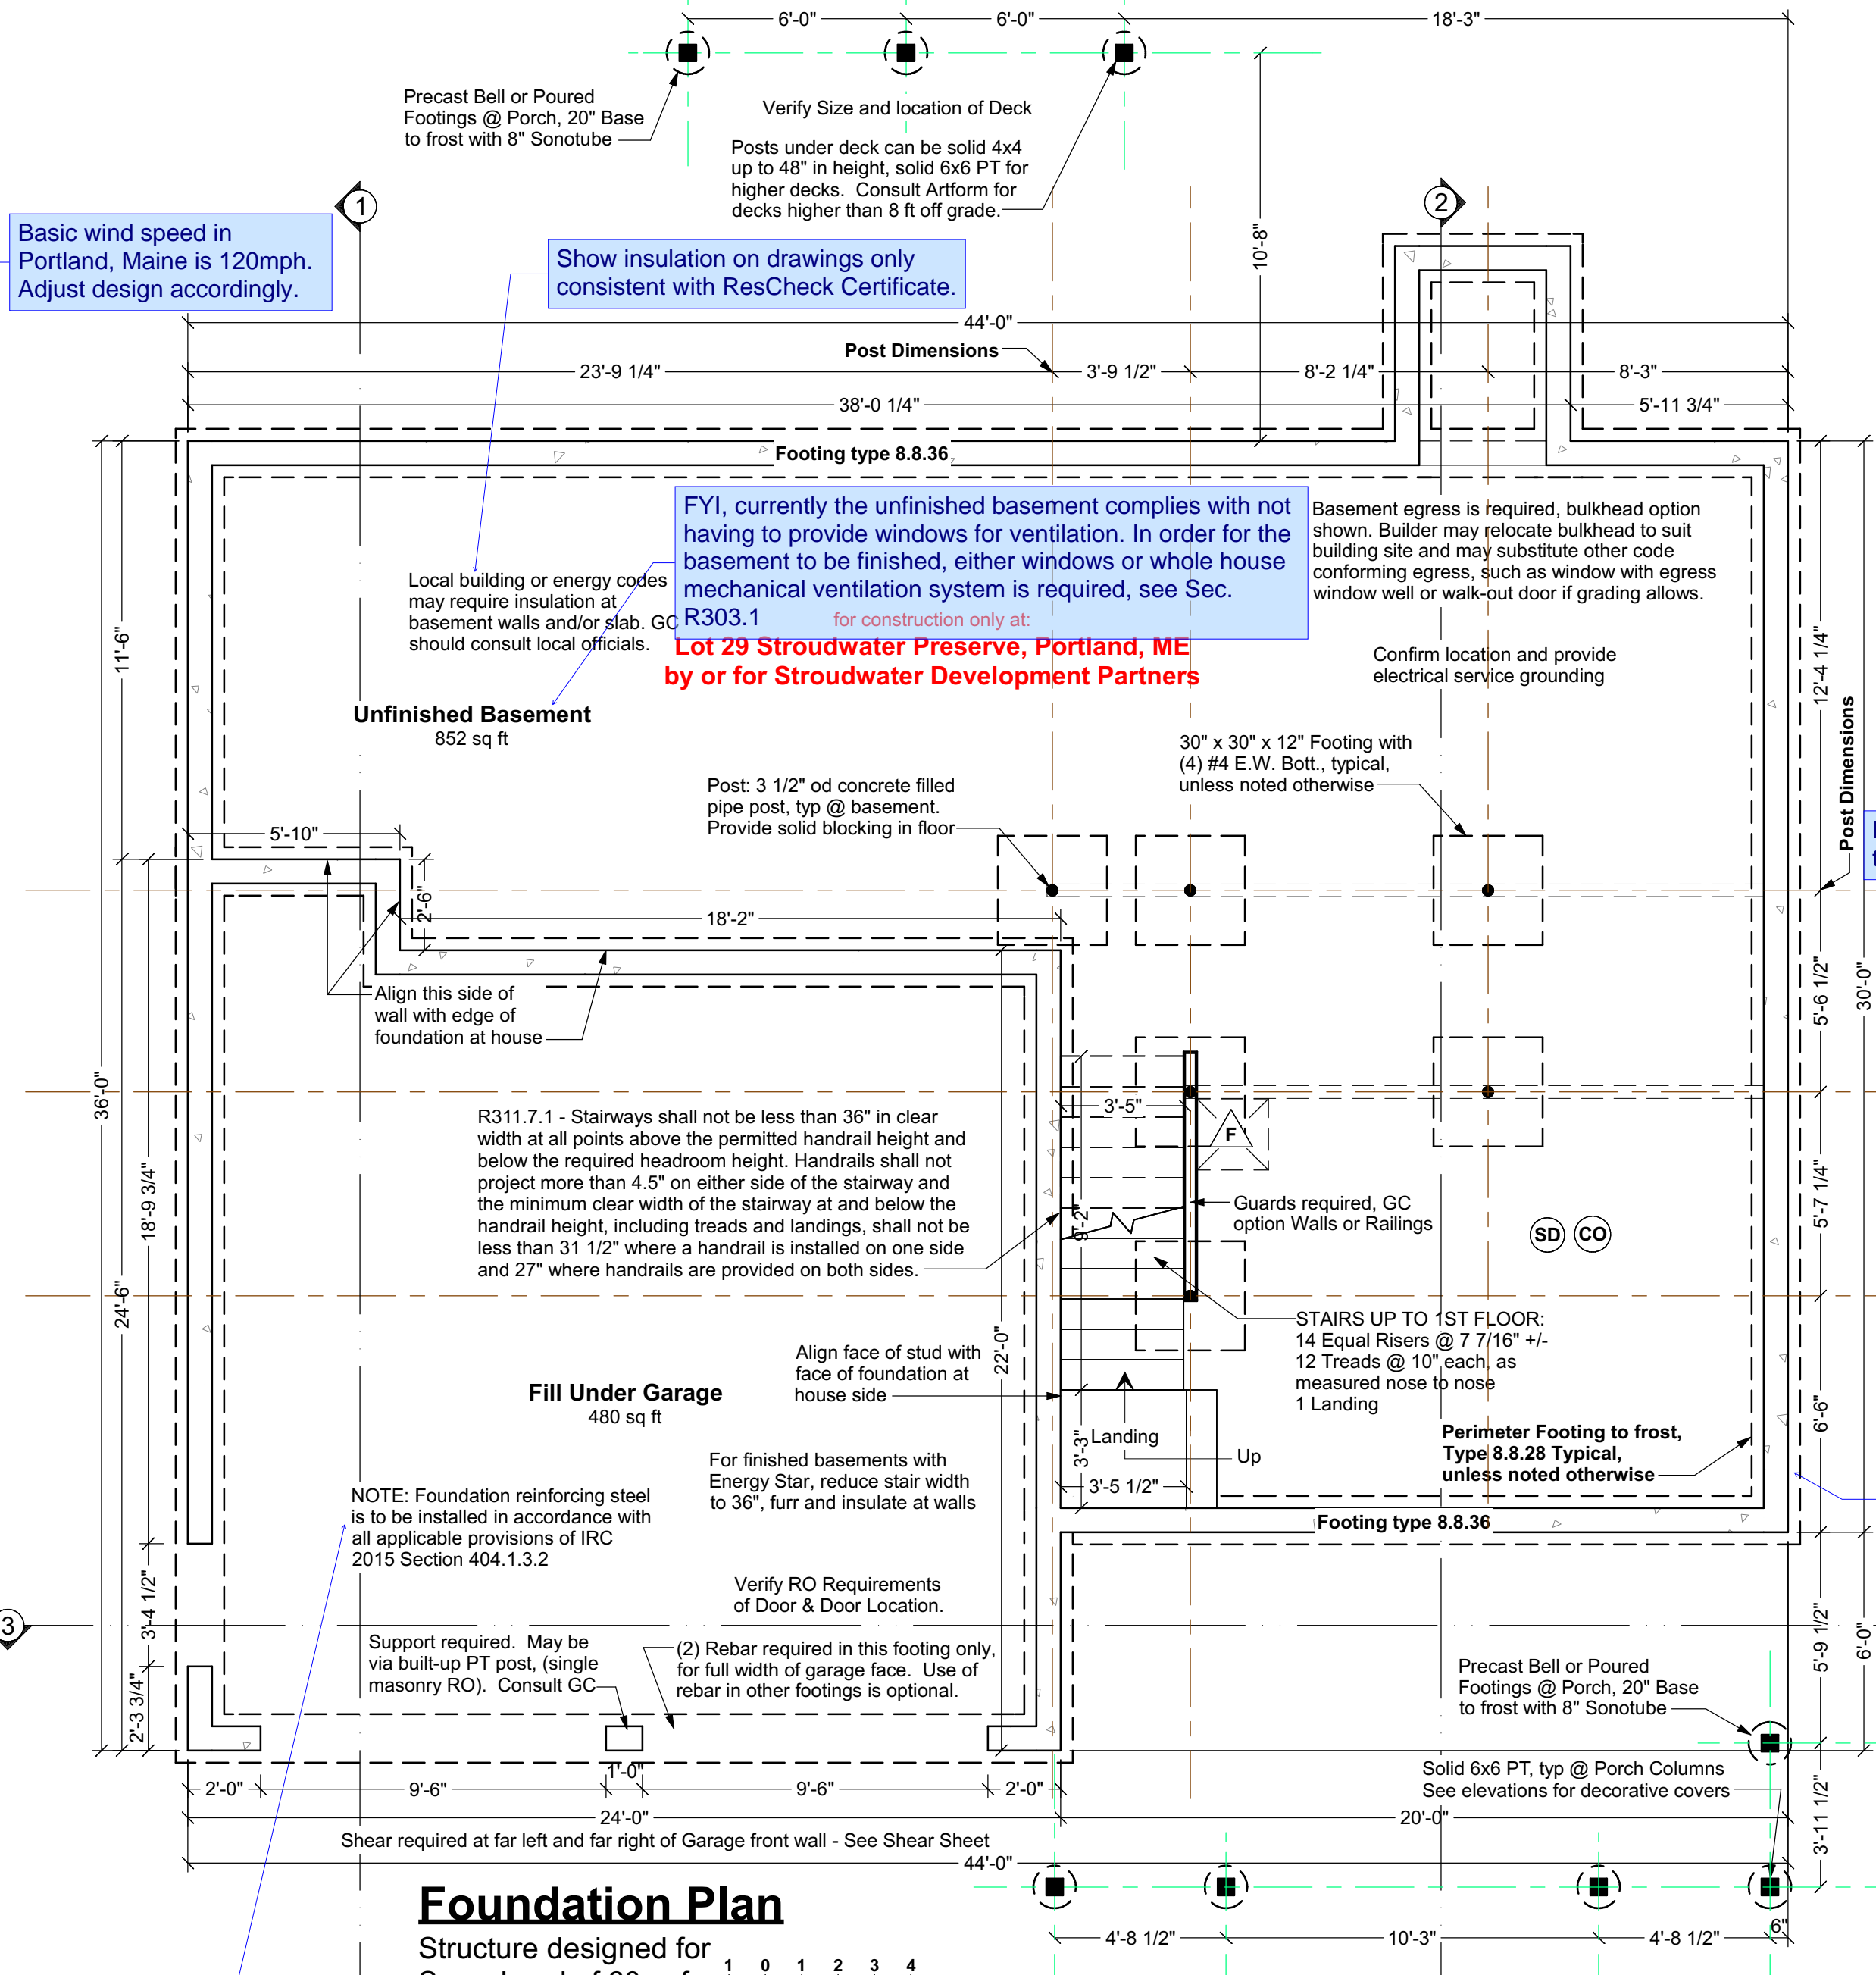 6'-0"
6'-0"
18'-3"
Precast Bell or Poured
Footings @ Porch, 20" Base
to frost with 8" Sonotube
Verify Size and location of Deck
Posts under deck can be solid 4x4
up to 48" in height, solid 6x6 PT for
higher decks.  Consult Artform for
decks higher than 8 ft off grade.
10'-8"
1
2
Basic wind speed in
Portland, Maine is 120mph.
Adjust design accordingly.
Show insulation on drawings only
consistent with ResCheck Certificate.
44'-0"
Post Dimensions
23'-9 1/4"
3'-9 1/2"
8'-2 1/4"
8'-3"
38'-0 1/4"
5'-11 3/4"
Footing type 8.8.36
FYI, currently the unfinished basement complies with not
having to provide windows for ventilation. In order for the
basement to be finished, either windows or whole house
mechanical ventilation system is required, see Sec.
R303.1
Basement egress is required, bulkhead option
shown. Builder may relocate bulkhead to suit
building site and may substitute other code
conforming egress, such as window with egress
window well or walk-out door if grading allows.
Local building or energy codes
may require insulation at
basement walls and/or slab. GC
should consult local officials.
for construction only at:
Lot 29 Stroudwater Preserve, Portland, ME
by or for Stroudwater Development Partners
Confirm location and provide
electrical service grounding
11'-6"
12'-4 1/4"
Post Dimensions
Unfinished Basement
852 sq ft
30" x 30" x 12" Footing with
(4) #4 E.W. Bott., typical,
unless noted otherwise
Post: 3 1/2" od concrete filled
pipe post, typ @ basement.
Provide solid blocking in floor
5'-10"
2'-6"
18'-2"
Align this side of
wall with edge of
foundation at house
5'-6 1/2"
30'-0"
36'-0"
R311.7.1 - Stairways shall not be less than 36" in clear
width at all points above the permitted handrail height and
below the required headroom height. Handrails shall not
project more than 4.5" on either side of the stairway and
the minimum clear width of the stairway at and below the
handrail height, including treads and landings, shall not be
less than 31 1/2" where a handrail is installed on one side
and 27" where handrails are provided on both sides.
3'-5"
F
9'-2"
Guards required, GC
option Walls or Railings
SD
CO
5'-7 1/4"
18'-9 3/4"
24'-6"
STAIRS UP TO 1ST FLOOR:
14 Equal Risers @ 7 7/16" +/-
12 Treads @ 10" each, as
measured nose to nose
1 Landing
22'-0"
Align face of stud with
face of foundation at
house side
Fill Under Garage
480 sq ft
Landing
Up
3'-3"
3'-5 1/2"
6'-6"
Perimeter Footing to frost,
Type 8.8.28 Typical,
unless noted otherwise
For finished basements with
Energy Star, reduce stair width
to 36", furr and insulate at walls
NOTE: Foundation reinforcing steel
is to be installed in accordance with
all applicable provisions of IRC
2015 Section 404.1.3.2
Footing type 8.8.36
3'-4 1/2"
Verify RO Requirements
of Door & Door Location.
3
Support required.  May be
via built-up PT post, (single
masonry RO).  Consult GC
(2) Rebar required in this footing only,
for full width of garage face.  Use of
rebar in other footings is optional.
5'-9 1/2"
6'-0"
2'-3 3/4"
Precast Bell or Poured
Footings @ Porch, 20" Base
to frost with 8" Sonotube
Solid 6x6 PT, typ @ Porch Columns
See elevations for decorative covers
2'-0"
9'-6"
1'-0"
9'-6"
2'-0"
24'-0"
20'-0"
3'-11 1/2"
Shear required at far left and far right of Garage front wall - See Shear Sheet
44'-0"
Foundation Plan
Structure designed for
1 0 1 2 3 4
4'-8 1/2"
10'-3"
4'-8 1/2"
6"